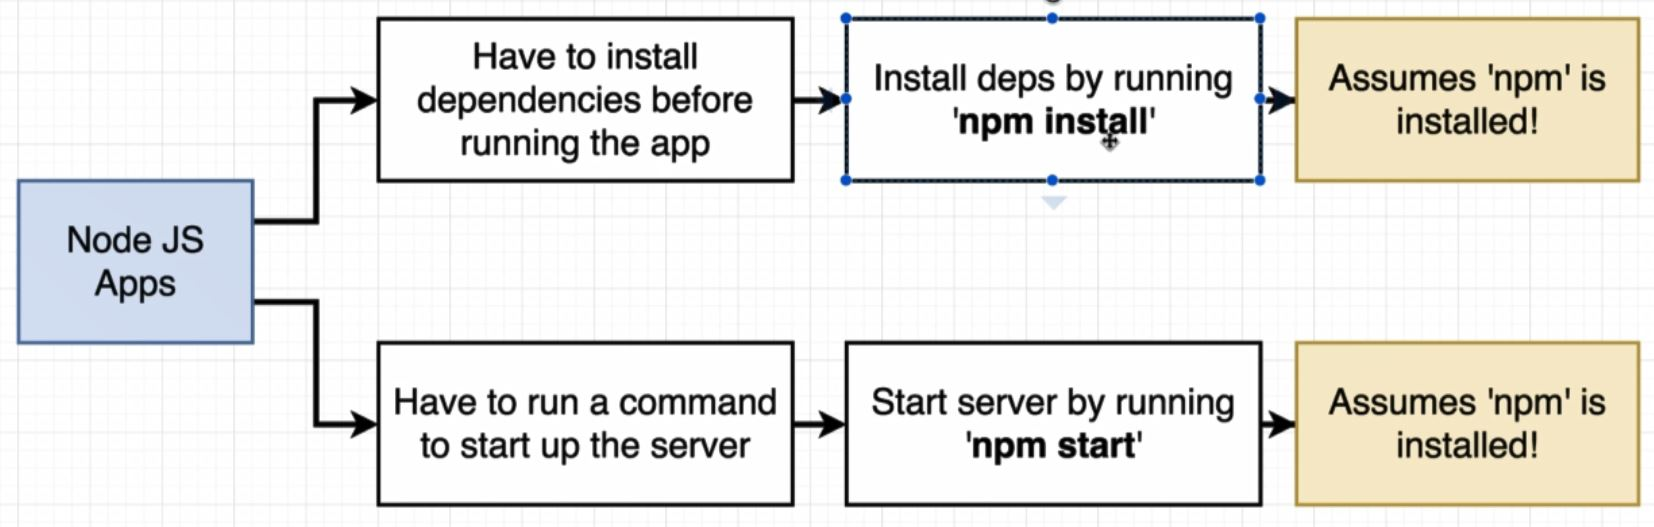 Have to install
dependencies before
running the app
Install deps by running
'npm install'
Assumes 'npm' is
installed!
Node JS
Apps
Have to run a command
to start up the server
Start server by running
'npm start'
Assumes 'npm' is
installed!